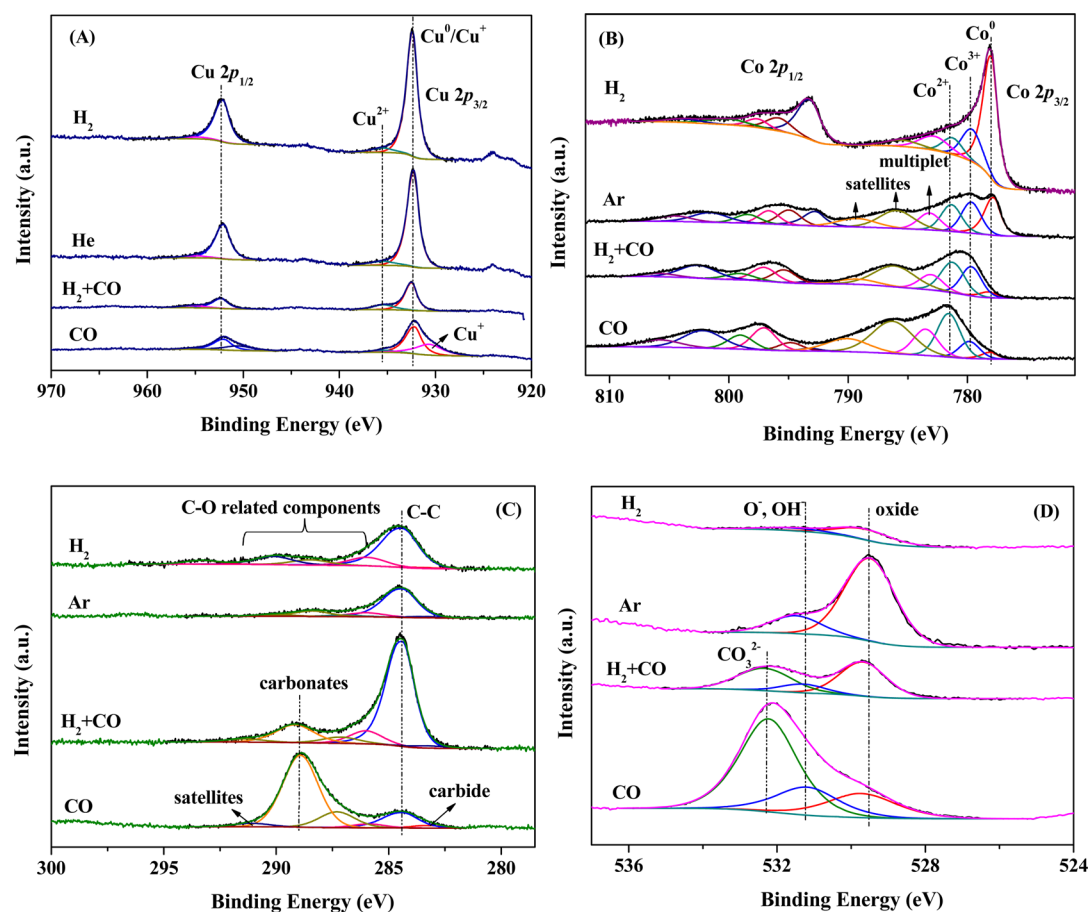 (A)
Cu⁰/Cu⁺
Cu 2p₁/₂
Cu 2p₃/₂
Cu²⁺
H₂
He
H₂+CO
CO
Cu⁺
Intensity (a.u.)
970 960 950 940 930 920
Binding Energy (eV)
(B)
Co⁰
Co³⁺
Co²⁺
Co 2p₁/₂
Co 2p₃/₂
H₂
multiplet
satellites
Ar
H₂+CO
CO
Intensity (a.u.)
810 800 790 780
Binding Energy (eV)
(C)
C-O related components
C-C
H₂
Ar
carbonates
H₂+CO
satellites
carbide
CO
Intensity (a.u.)
300 295 290 285 280
Binding Energy (eV)
(D)
H₂
O⁻, OH⁻
oxide
Ar
CO₃²⁻
H₂+CO
CO
Intensity (a.u.)
536 532 528 524
Binding Energy (eV)